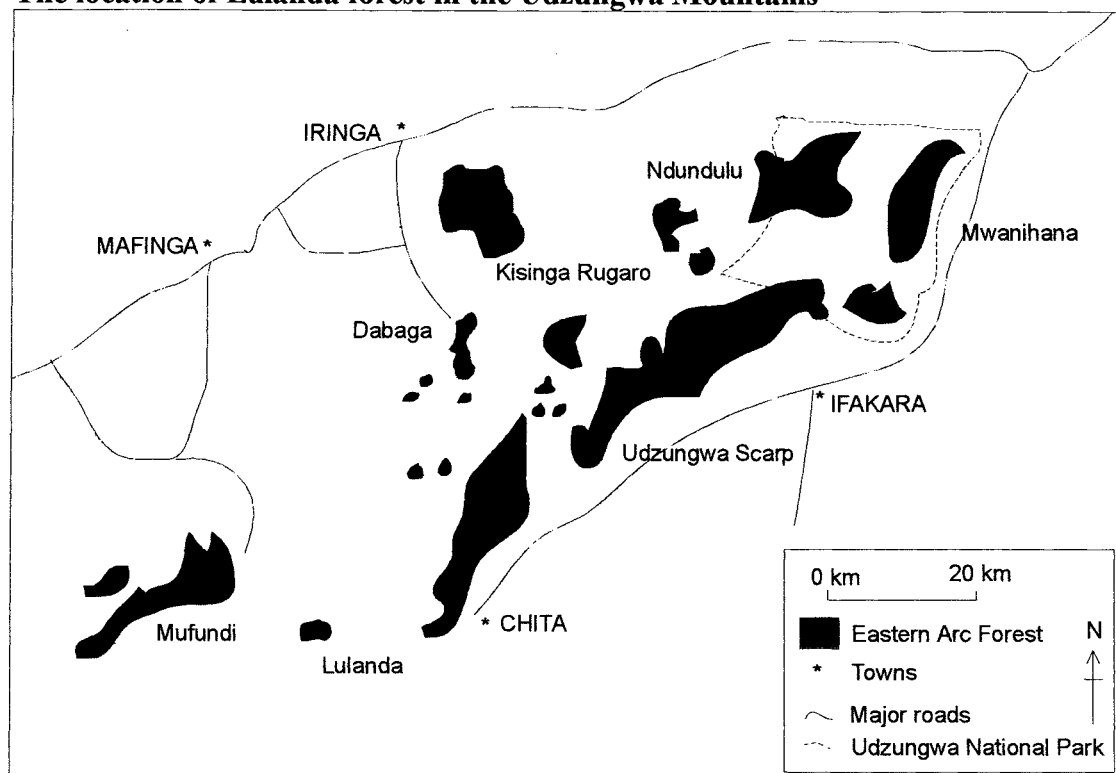 The location of Lulanda forest in the Udzungwa Mountains
IRINGA *
Ndundulu
MAFINGA *
Mwanihana
Kisinga Rugaro
Dabaga
* IFAKARA
Udzungwa Scarp
0 km 20 km
* CHITA
Mufundi
Eastern Arc Forest N
Lulanda
* Towns
Major roads
Udzungwa National Park